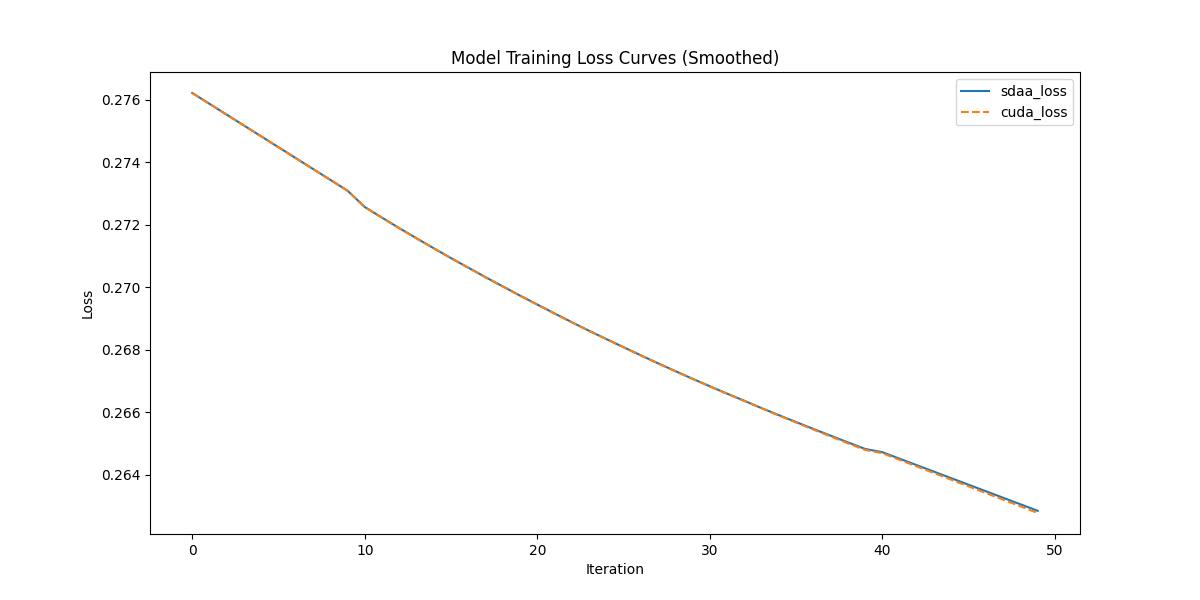 Model Training Loss Curves (Smoothed)
sdaa_loss
cuda_loss
0.276
0.274
0.272
0.270
0.268
0.266
0.264
Loss
0 10 20 30 40 50
Iteration